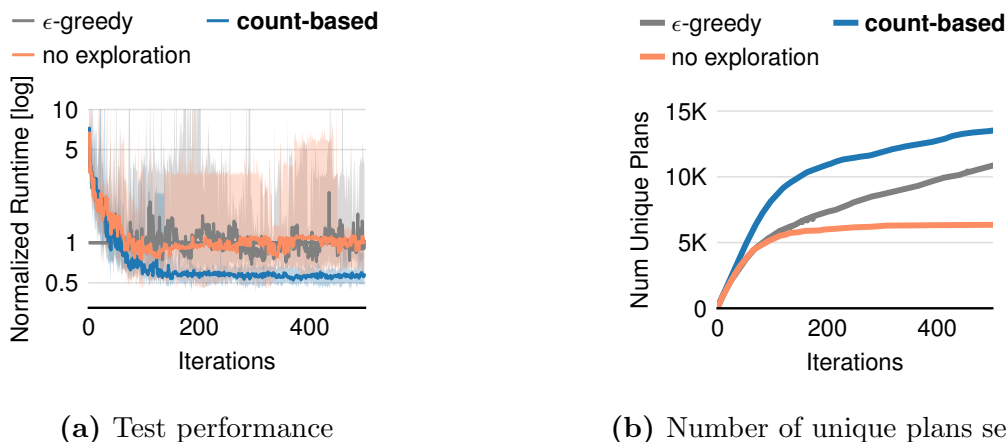 ϵ-greedy count-based
no exploration
Normalized Runtime [log]
10
5
1
0.5
0 200 400
Iterations
(a) Test performance
ϵ-greedy count-based
no exploration
Num Unique Plans
15K
10K
5K
0
0 200 400
Iterations
(b) Number of unique plans se